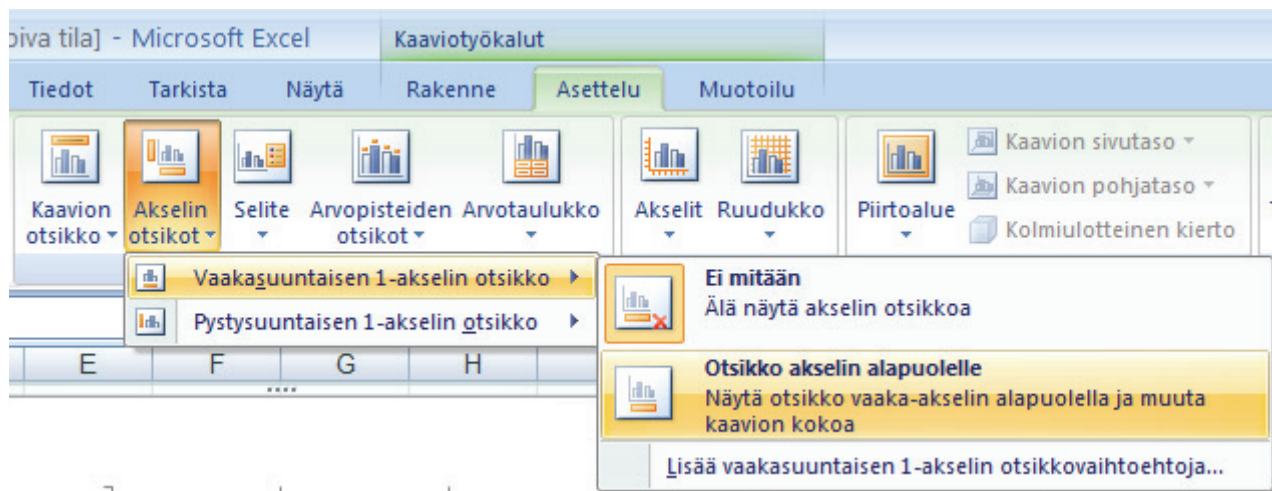 tila] - Microsoft Excel Kaaviotyökalut
Tiedot Tarkista Näytä Rakenne Asettelu Muotoilu
Kaavion otsikko
Akselin otsikot
Selite
Arvopisteiden otsikot
Arvotaulukko
Akselit
Ruudukko
Piirtoalue
Kaavion sivutaso
Kaavion pohjataso
Kolmiulotteinen kierto
Vaakasuuntaisen 1-akselin otsikko
Pystysuuntaisen 1-akselin otsikko
Ei mitään
Älä näytä akselin otsikkoa
Otsikko akselin alapuolelle
Näytä otsikko vaaka-akselin alapuolella ja muuta
kaavion kokoa
Lisää vaakasuuntaisen 1-akselin otsikkovaihtoehtoja...
E F G H